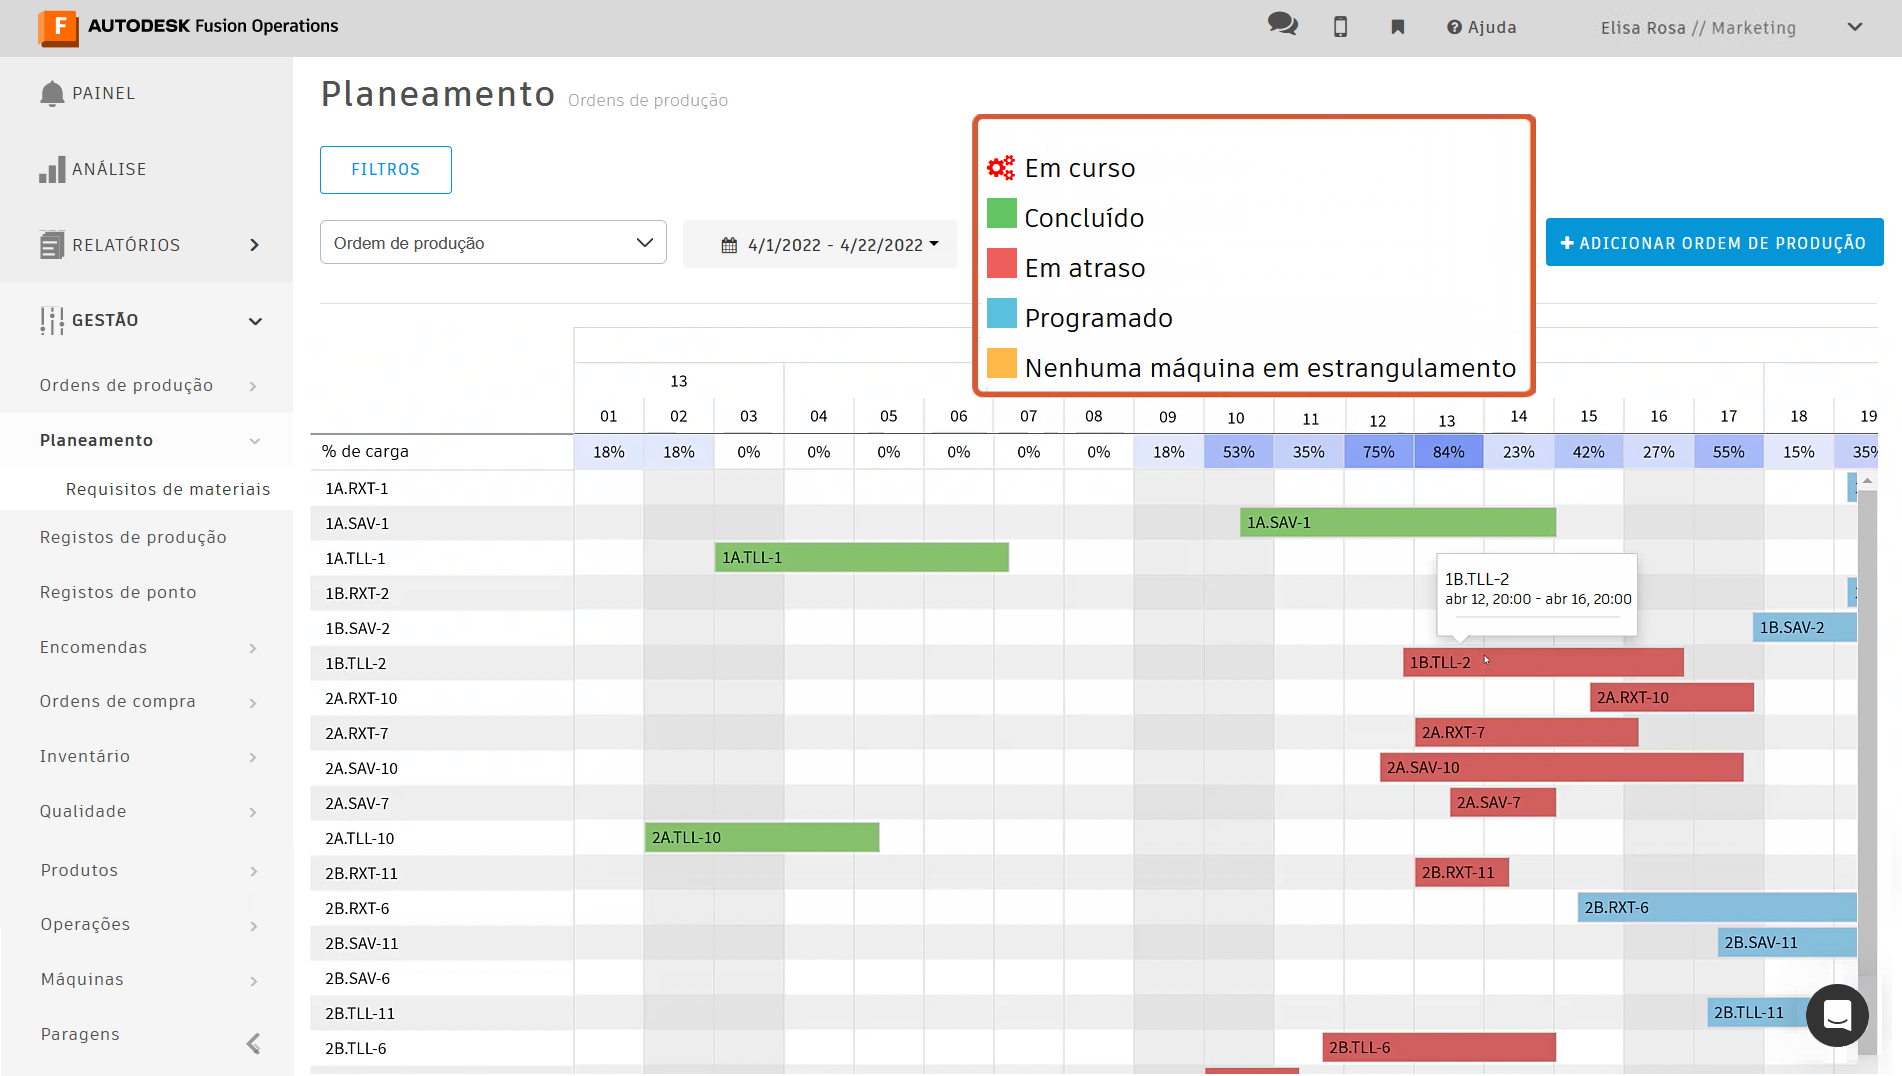 F AUTODESK Fusion Operations
Ajuda
Elisa Rosa // Marketing
PAINEL
ANÁLISE
RELATÓRIOS
GESTÃO
Ordens de produção
Planeamento
Requisitos de materiais
Registos de produção
Registos de ponto
Encomendas
Ordens de compra
Inventário
Qualidade
Produtos
Operações
Máquinas
Paragens
Planeamento Ordens de produção
FILTROS
Ordem de produção
4/1/2022 - 4/22/2022
Em curso
Concluído
Em atraso
Programado
Nenhuma máquina em estrangulamento
+ ADICIONAR ORDEM DE PRODUÇÃO
13
01 02 03 04 05 06 07 08 09 10 11 12 13 14 15 16 17 18 19
% de carga 18% 18% 0% 0% 0% 0% 0% 0% 18% 53% 35% 75% 84% 23% 42% 27% 55% 15% 35%
1A.RXT-1
1A.SAV-1 1A.SAV-1
1A.TLL-1 1A.TLL-1
1B.TLL-2
abr 12, 20:00 - abr 16, 20:00
1B.RXT-2
1B.SAV-2 1B.SAV-2
1B.TLL-2 1B.TLL-2
2A.RXT-10 2A.RXT-10
2A.RXT-7 2A.RXT-7
2A.SAV-10 2A.SAV-10
2A.SAV-7 2A.SAV-7
2A.TLL-10 2A.TLL-10
2B.RXT-11 2B.RXT-11
2B.RXT-6 2B.RXT-6
2B.SAV-11 2B.SAV-11
2B.SAV-6
2B.TLL-11 2B.TLL-11
2B.TLL-6 2B.TLL-6